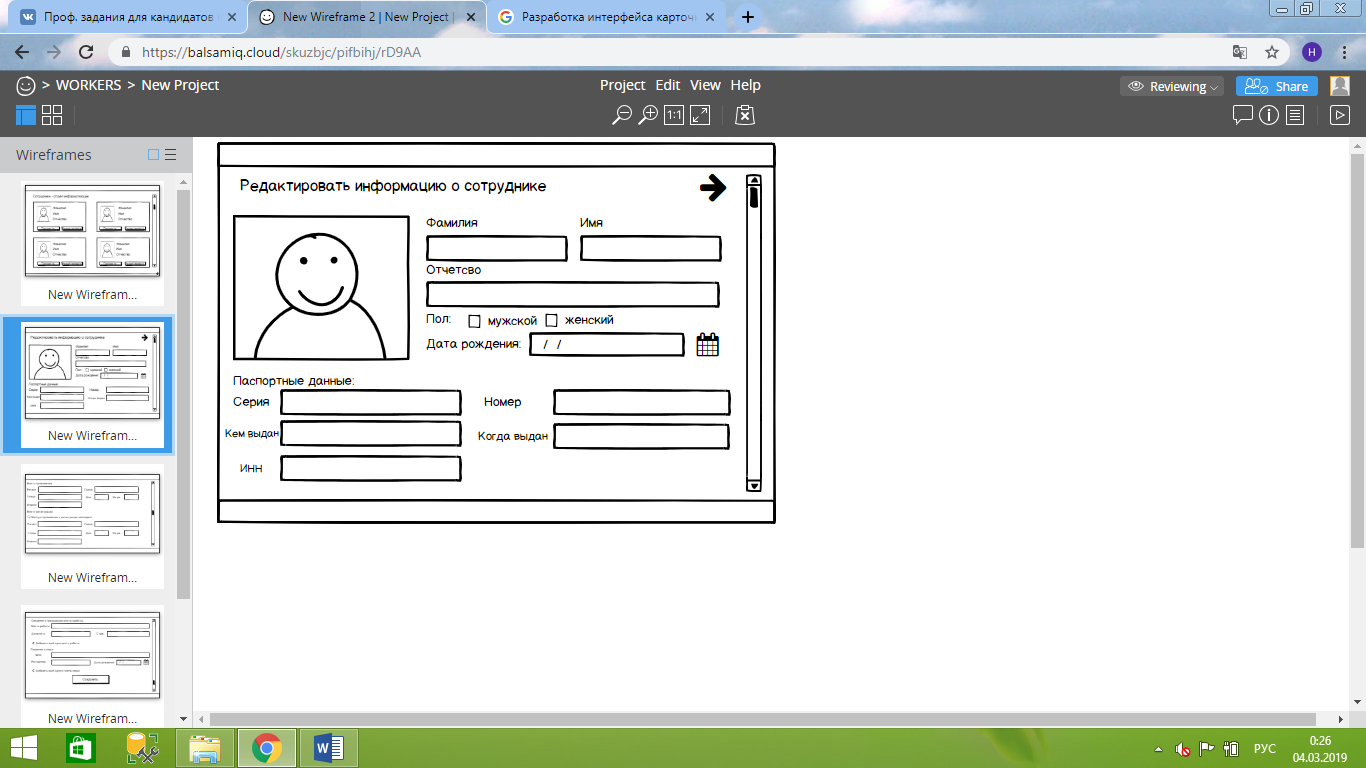 Проф. задания для кандидатов
New Wireframe 2 | New Project |
Разработка интерфейса карточ
https://balsamiq.cloud/skuzbjc/pifbihj/rD9AA
H
> WORKERS > New Project
Project Edit View Help
Reviewing
Share
1:1
Wireframes
New Wirefram...
New Wirefram...
New Wirefram...
New Wirefram...
Редактировать информацию о сотруднике
Фамилия Имя
Отчетсво
Пол: мужской женский
Дата рождения: / /
Паспортные данные:
Серия Номер
Кем выдан Когда выдан
ИНН
W
РУС
0:26
04.03.2019